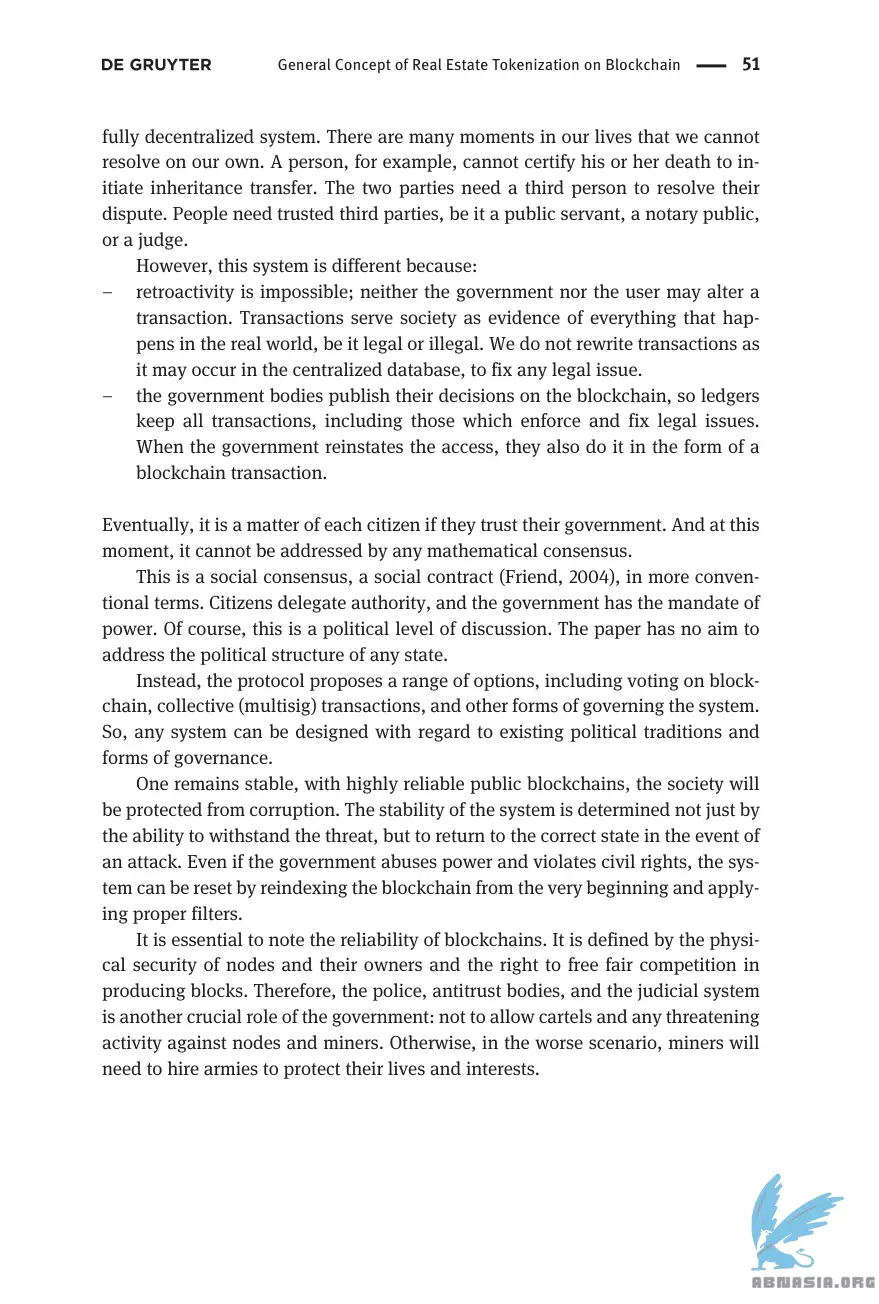 DE GRUYTER General Concept of Real Estate Tokenization on Blockchain — 51
fully decentralized system. There are many moments in our lives that we cannot
resolve on our own. A person, for example, cannot certify his or her death to in-
itiate inheritance transfer. The two parties need a third person to resolve their
dispute. People need trusted third parties, be it a public servant, a notary public,
or a judge.
However, this system is different because:
– retroactivity is impossible; neither the government nor the user may alter a
transaction. Transactions serve society as evidence of everything that hap-
pens in the real world, be it legal or illegal. We do not rewrite transactions as
it may occur in the centralized database, to fix any legal issue.
– the government bodies publish their decisions on the blockchain, so ledgers
keep all transactions, including those which enforce and fix legal issues.
When the government reinstates the access, they also do it in the form of a
blockchain transaction.
Eventually, it is a matter of each citizen if they trust their government. And at this
moment, it cannot be addressed by any mathematical consensus.
This is a social consensus, a social contract (Friend, 2004), in more conven-
tional terms. Citizens delegate authority, and the government has the mandate of
power. Of course, this is a political level of discussion. The paper has no aim to
address the political structure of any state.
Instead, the protocol proposes a range of options, including voting on block-
chain, collective (multisig) transactions, and other forms of governing the system.
So, any system can be designed with regard to existing political traditions and
forms of governance.
One remains stable, with highly reliable public blockchains, the society will
be protected from corruption. The stability of the system is determined not just by
the ability to withstand the threat, but to return to the correct state in the event of
an attack. Even if the government abuses power and violates civil rights, the sys-
tem can be reset by reindexing the blockchain from the very beginning and apply-
ing proper filters.
It is essential to note the reliability of blockchains. It is defined by the physi-
cal security of nodes and their owners and the right to free fair competition in
producing blocks. Therefore, the police, antitrust bodies, and the judicial system
is another crucial role of the government: not to allow cartels and any threatening
activity against nodes and miners. Otherwise, in the worse scenario, miners will
need to hire armies to protect their lives and interests.
ABNASIA.ORG